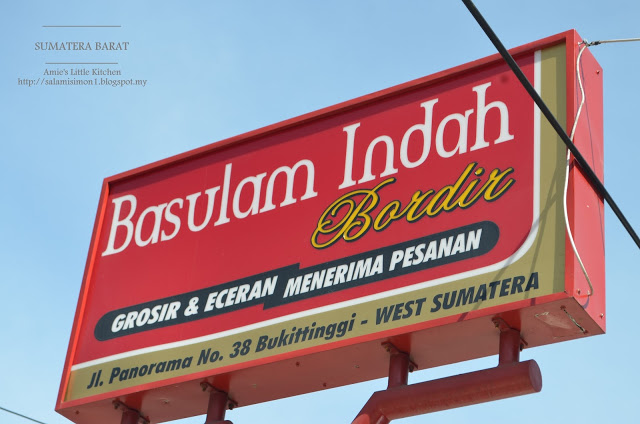 SUMATERA BARAT
Amie's Little Kitchen
http://salamisimon1.blogspot.my
Basulam Indah
Bordir
GROSIR & ECERAN MENERIMA PESANAN
Jl. Panorama No. 38 Bukittinggi - WEST SUMATERA